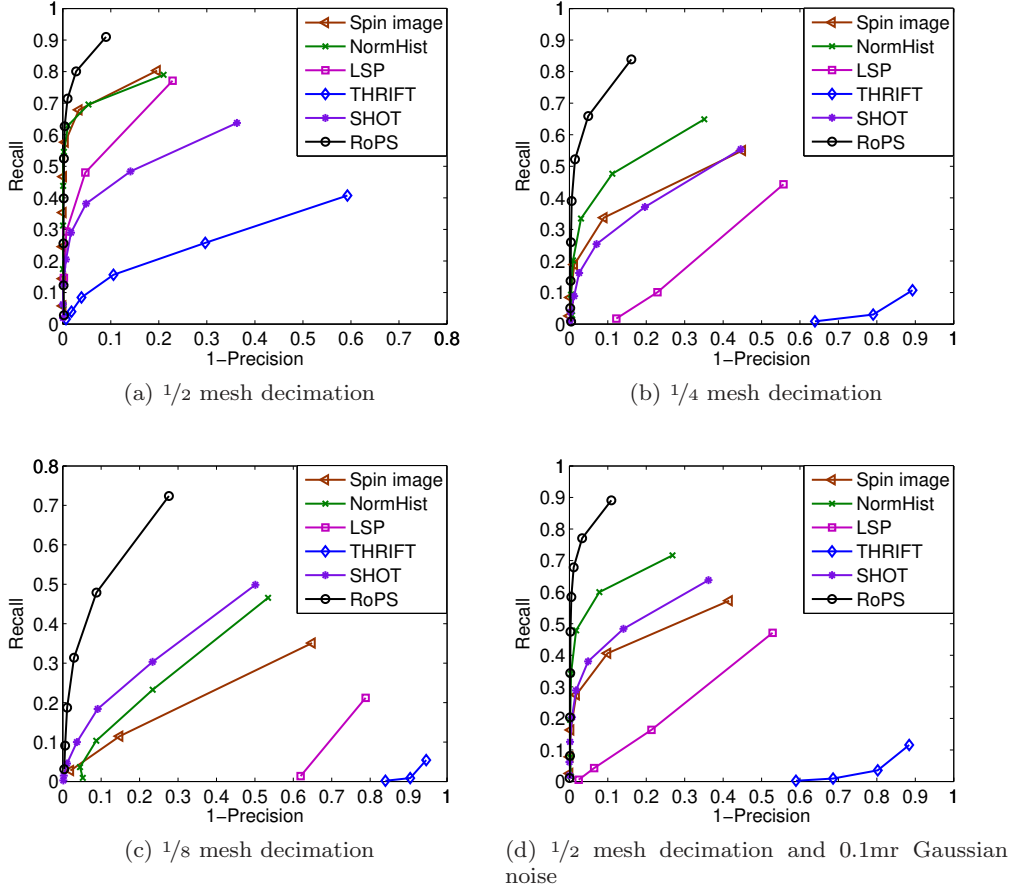 1
0.9
0.8
0.7
0.6
0.5
0.4
0.3
0.2
0.1
0
Recall
0 0.1 0.2 0.3 0.4 0.5 0.6 0.7 0.8
1−Precision
Spin image
NormHist
LSP
THRIFT
SHOT
RoPS
(a) 1/2 mesh decimation
1
0.9
0.8
0.7
0.6
0.5
0.4
0.3
0.2
0.1
0
Recall
0 0.1 0.2 0.3 0.4 0.5 0.6 0.7 0.8 0.9 1
1−Precision
Spin image
NormHist
LSP
THRIFT
SHOT
RoPS
(b) 1/4 mesh decimation
0.8
0.7
0.6
0.5
0.4
0.3
0.2
0.1
0
Recall
0 0.1 0.2 0.3 0.4 0.5 0.6 0.7 0.8 0.9 1
1−Precision
Spin image
NormHist
LSP
THRIFT
SHOT
RoPS
(c) 1/8 mesh decimation
1
0.9
0.8
0.7
0.6
0.5
0.4
0.3
0.2
0.1
0
Recall
0 0.1 0.2 0.3 0.4 0.5 0.6 0.7 0.8 0.9 1
1−Precision
Spin image
NormHist
LSP
THRIFT
SHOT
RoPS
(d) 1/2 mesh decimation and 0.1mr Gaussian
noise